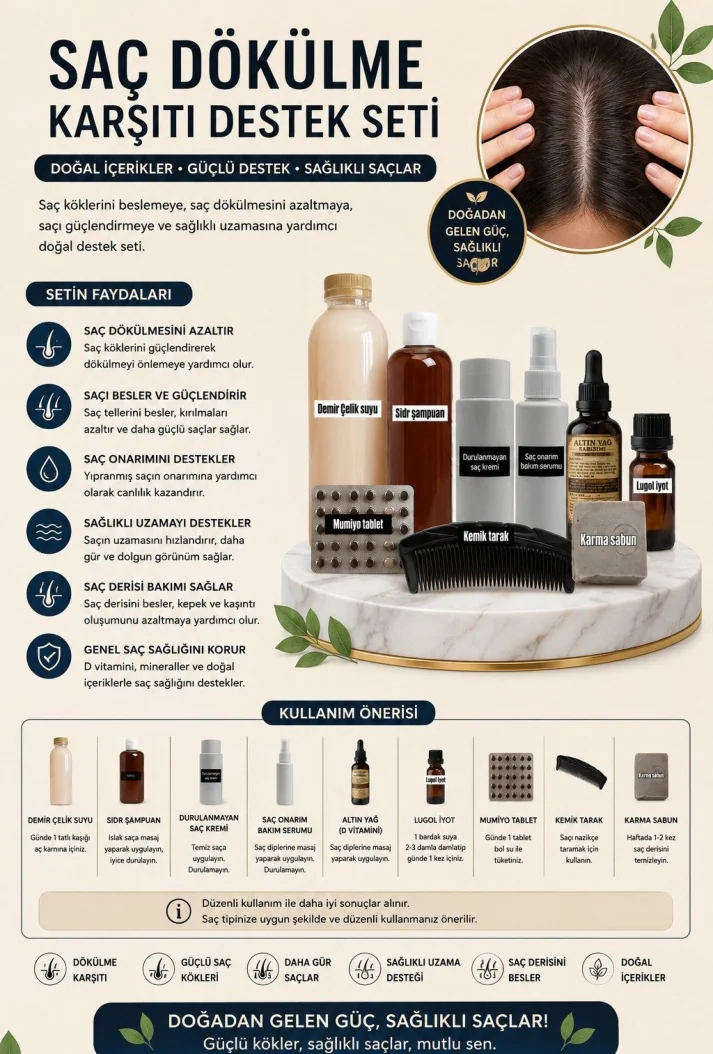 SAÇ DÖKÜLME
KARŞITI DESTEK SETİ
DOĞAL İÇERİKLER • GÜÇLÜ DESTEK • SAĞLIKLI SAÇLAR
Saç köklerini beslemeye, saç dökülmesini azaltmaya,
saçı güçlendirmeye ve sağlıklı uzamasına yardımcı
doğal destek seti.
DOĞADAN
GELEN GÜÇ,
SAĞLIKLI
SETİN FAYDALARI
SAÇ DÖKÜLMESİNİ AZALTIR
Saç köklerini güçlendirerek
dökülmeyi önlemeye yardımcı olur.
SAÇI BESLER VE GÜÇLENDİRİR
Saç tellerini besler, kırılmaları
azaltır ve daha güçlü saçlar sağlar.
SAÇ ONARIMINI DESTEKLER
Yıpranmış saçın onarımına yardımcı
olarak canlılık kazandırır.
SAĞLIKLI UZAMAYI DESTEKLER
Saçın uzamasını hızlandırır, daha
gür ve dolgun görünüm sağlar.
SAÇ DERİSİ BAKIMI SAĞLAR
Saç derisini besler, kepek ve kaşıntı
oluşumunu azaltmaya yardımcı olur.
GENEL SAÇ SAĞLIĞINI KORUR
D vitamini, mineraller ve doğal
içeriklerle saç sağlığını destekler.
Demir Çelik suyu
Sidr şampuan
Durulanmayan
saç kremi
Saç onarım
bakım serumu
ALTIN YAĞ
Lugol iyot
Mumiyo tablet
Kemik tarak
Karma sabun
KULLANIM ÖNERİSİ
DEMİR ÇELİK SUYU
Günde 1 tatlı kaşığı
aç karnına içiniz.
SIDR ŞAMPUAN
Islak saça masaj
yaparak uygulayın,
iyice durulayın.
Durulanmayan
saç kremi
DURULANMAYAN
SAÇ KREMİ
Temiz saça
uygulayın.
Durulamayın.
SAÇ ONARIM
BAKIM SERUMU
Saç diplerine masaj
yaparak uygulayın.
Durulamayın.
ALTIN YAĞ
(D VİTAMİNİ)
Saç diplerine masaj
yaparak uygulayın.
Lugol iyot
LUGOL İYOT
1 bardak suya
2-3 damla damlatıp
günde 1 kez içiniz.
MUMİYO TABLET
Günde 1 tablet
bol su ile
tüketiniz.
KEMİK TARAK
Saçı nazikçe
taramak için
kullanın.
Karma sabun
KARMA SABUN
Haftada 1-2 kez
saç derisini
temizleyin.
Düzenli kullanım ile daha iyi sonuçlar alınır.
Saç tipinize uygun şekilde ve düzenli kullanmanız önerilir.
DÖKÜLME
KARŞITI
GÜÇLÜ SAÇ
KÖKLERİ
DAHA GÜR
SAÇLAR
SAĞLIKLI UZAMA
DESTEĞİ
SAÇ DERİSİNİ
BESLER
DOĞAL
İÇERİKLER
DOĞADAN GELEN GÜÇ, SAĞLIKLI SAÇLAR!
Güçlü kökler, sağlıklı saçlar, mutlu sen.